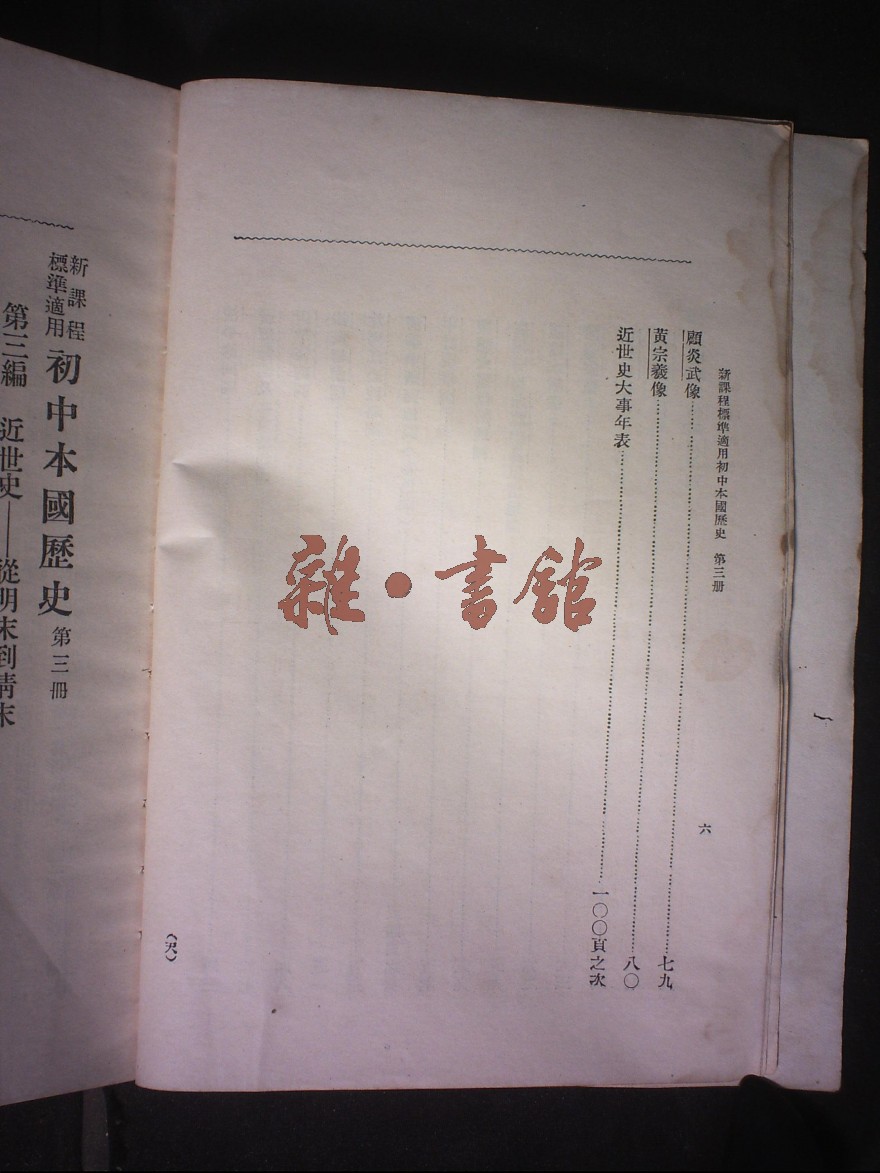 新課程標準適用初中本國歷史　第三册
六
顧炎武像……七九
黃宗羲像……八〇
近世史大事年表……一〇〇頁之次
雜•書舘
新課程
標準適用
初中本國歷史 第三冊
第三編　近世史——從明末到清末